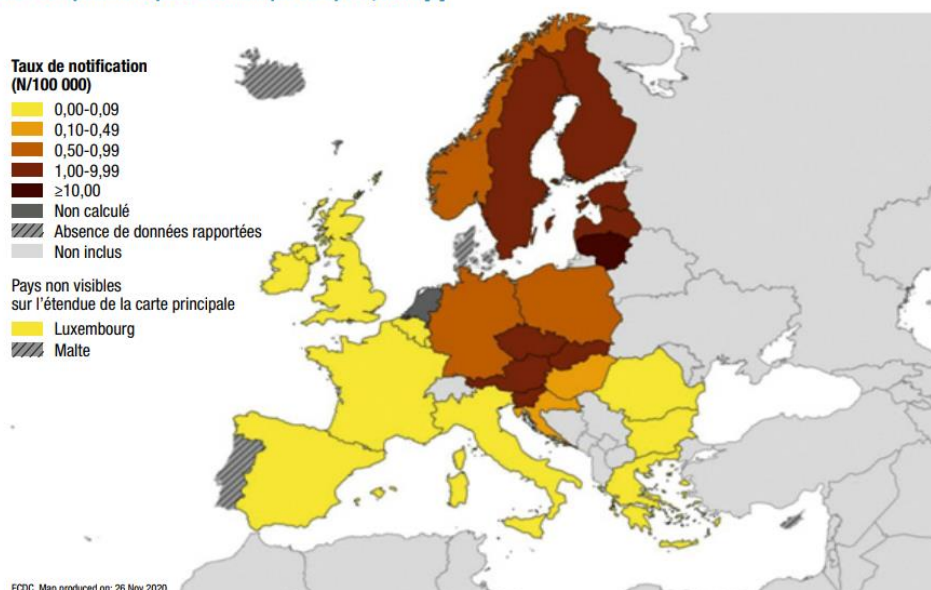 Taux de notification
(N/100 000)
0,00-0,09
0,10-0,49
0,50-0,99
1,00-9,99
≥10,00
Non calculé
Absence de données rapportées
Non inclus
Pays non visibles
sur l'étendue de la carte principale
Luxembourg
Malte
ECDC. Map produced on: 26 Nov 2020